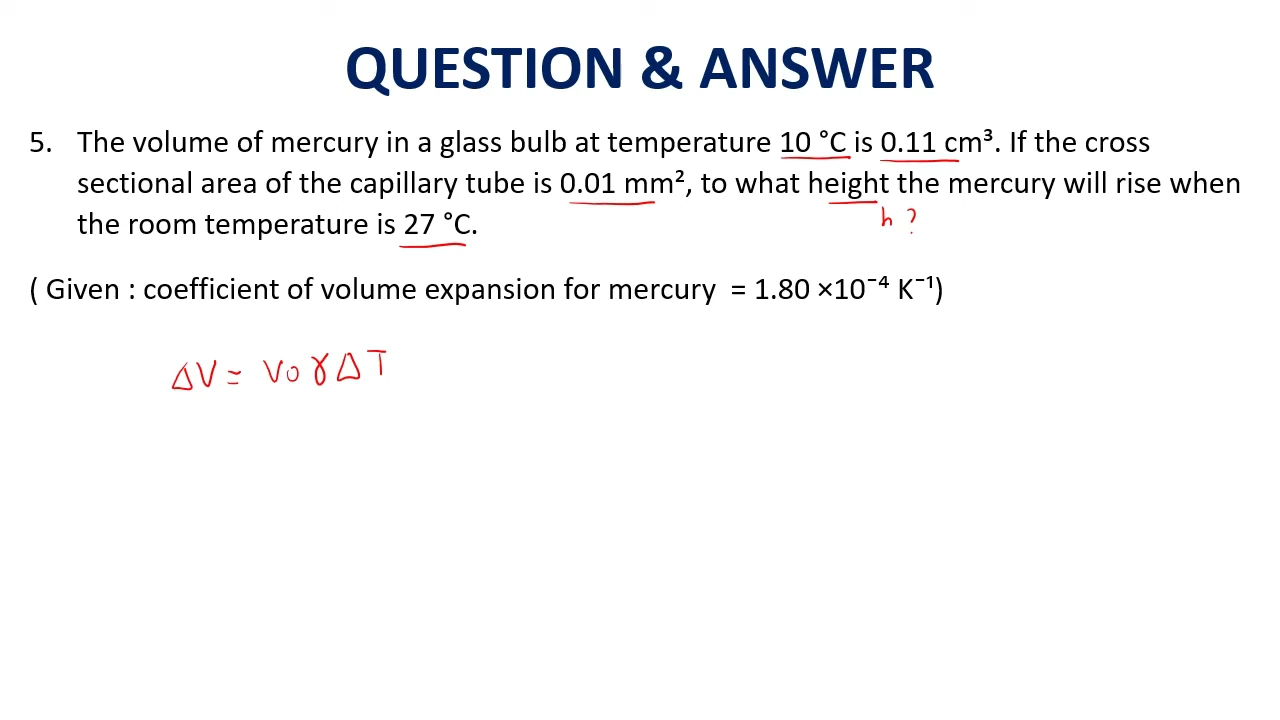 QUESTION & ANSWER
5. The volume of mercury in a glass bulb at temperature 10 °C is 0.11 cm³. If the cross
sectional area of the capillary tube is 0.01 mm², to what height the mercury will rise when
the room temperature is 27 °C.
h ?
( Given : coefficient of volume expansion for mercury = 1.80 ×10⁻⁴ K⁻¹)
ΔV = V₀ γ Δ T